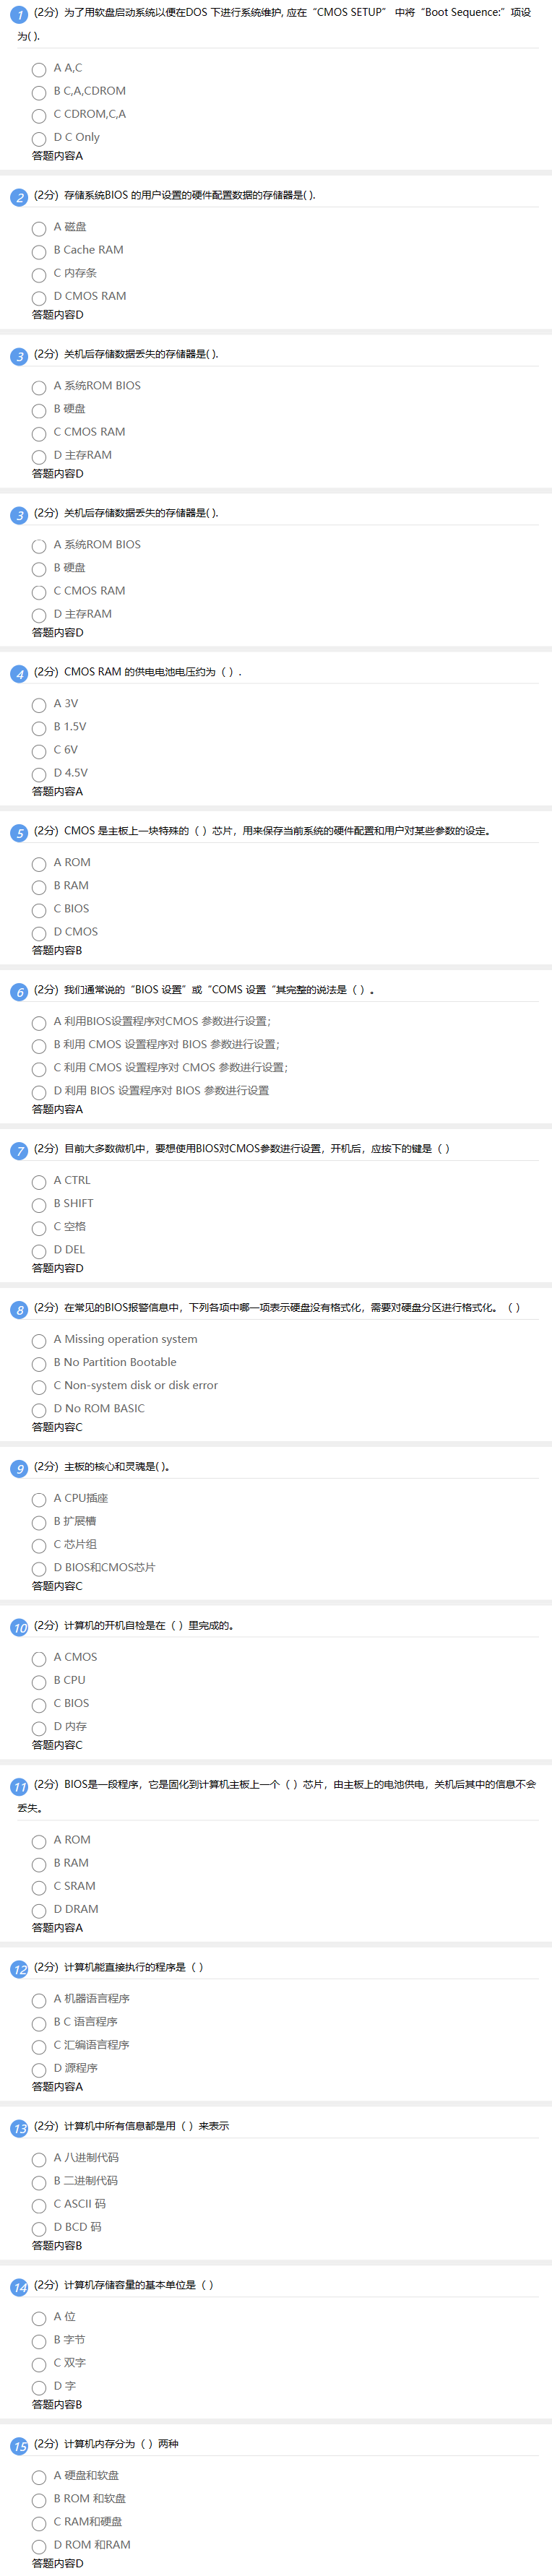 1 (2分) 为了用软盘启动系统以便在DOS 下进行系统维护, 应在“CMOS SETUP” 中将“Boot Sequence:”项设
为( ).
A A,C
B C,A,CDROM
C CDROM,C,A
D C Only
答题内容A
2 (2分) 存储系统BIOS 的用户设置的硬件配置数据的存储器是( ).
A 磁盘
B Cache RAM
C 内存条
D CMOS RAM
答题内容D
3 (2分) 关机后存储数据丢失的存储器是( ).
A 系统ROM BIOS
B 硬盘
C CMOS RAM
D 主存RAM
答题内容D
3 (2分) 关机后存储数据丢失的存储器是( ).
A 系统ROM BIOS
B 硬盘
C CMOS RAM
D 主存RAM
答题内容D
4 (2分) CMOS RAM 的供电电池电压约为（ ）.
A 3V
B 1.5V
C 6V
D 4.5V
答题内容A
5 (2分) CMOS 是主板上一块特殊的（ ）芯片，用来保存当前系统的硬件配置和用户对某些参数的设定。
A ROM
B RAM
C BIOS
D CMOS
答题内容B
6 (2分) 我们通常说的“BIOS 设置”或“COMS 设置“其完整的说法是（ ）。
A 利用BIOS设置程序对CMOS 参数进行设置；
B 利用 CMOS 设置程序对 BIOS 参数进行设置；
C 利用 CMOS 设置程序对 CMOS 参数进行设置；
D 利用 BIOS 设置程序对 BIOS 参数进行设置
答题内容A
7 (2分) 目前大多数微机中，要想使用BIOS对CMOS参数进行设置，开机后，应按下的键是（ ）
A CTRL
B SHIFT
C 空格
D DEL
答题内容D
8 (2分) 在常见的BIOS报警信息中，下列各项中哪一项表示硬盘没有格式化，需要对硬盘分区进行格式化。（ ）
A Missing operation system
B No Partition Bootable
C Non-system disk or disk error
D No ROM BASIC
答题内容C
9 (2分) 主板的核心和灵魂是( )。
A CPU插座
B 扩展槽
C 芯片组
D BIOS和CMOS芯片
答题内容C
10 (2分) 计算机的开机自检是在（ ）里完成的。
A CMOS
B CPU
C BIOS
D 内存
答题内容C
11 (2分) BIOS是一段程序，它是固化到计算机主板上一个（ ）芯片，由主板上的电池供电，关机后其中的信息不会
丢失。
A ROM
B RAM
C SRAM
D DRAM
答题内容A
12 (2分) 计算机能直接执行的程序是（ ）
A 机器语言程序
B C 语言程序
C 汇编语言程序
D 源程序
答题内容A
13 (2分) 计算机中所有信息都是用（ ）来表示
A 八进制代码
B 二进制代码
C ASCII 码
D BCD 码
答题内容B
14 (2分) 计算机存储容量的基本单位是（ ）
A 位
B 字节
C 双字
D 字
答题内容B
15 (2分) 计算机内存分为（ ）两种
A 硬盘和软盘
B ROM 和软盘
C RAM和硬盘
D ROM 和RAM
答题内容D